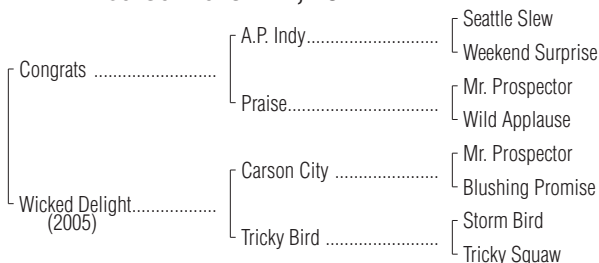 Seattle Slew
A.P. Indy
Weekend Surprise
Congrats
Mr. Prospector
Praise
Wild Applause
Mr. Prospector
Carson City
Blushing Promise
Wicked Delight
(2005)
Storm Bird
Tricky Bird
Tricky Squaw